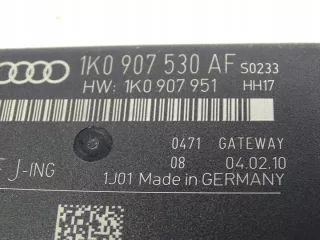 1K0 907 530 AF S0233
HW: 1K0 907 951 HH17
0471 GATEWAY
08 04.02.10
J-ING
1J01 Made in GERMANY